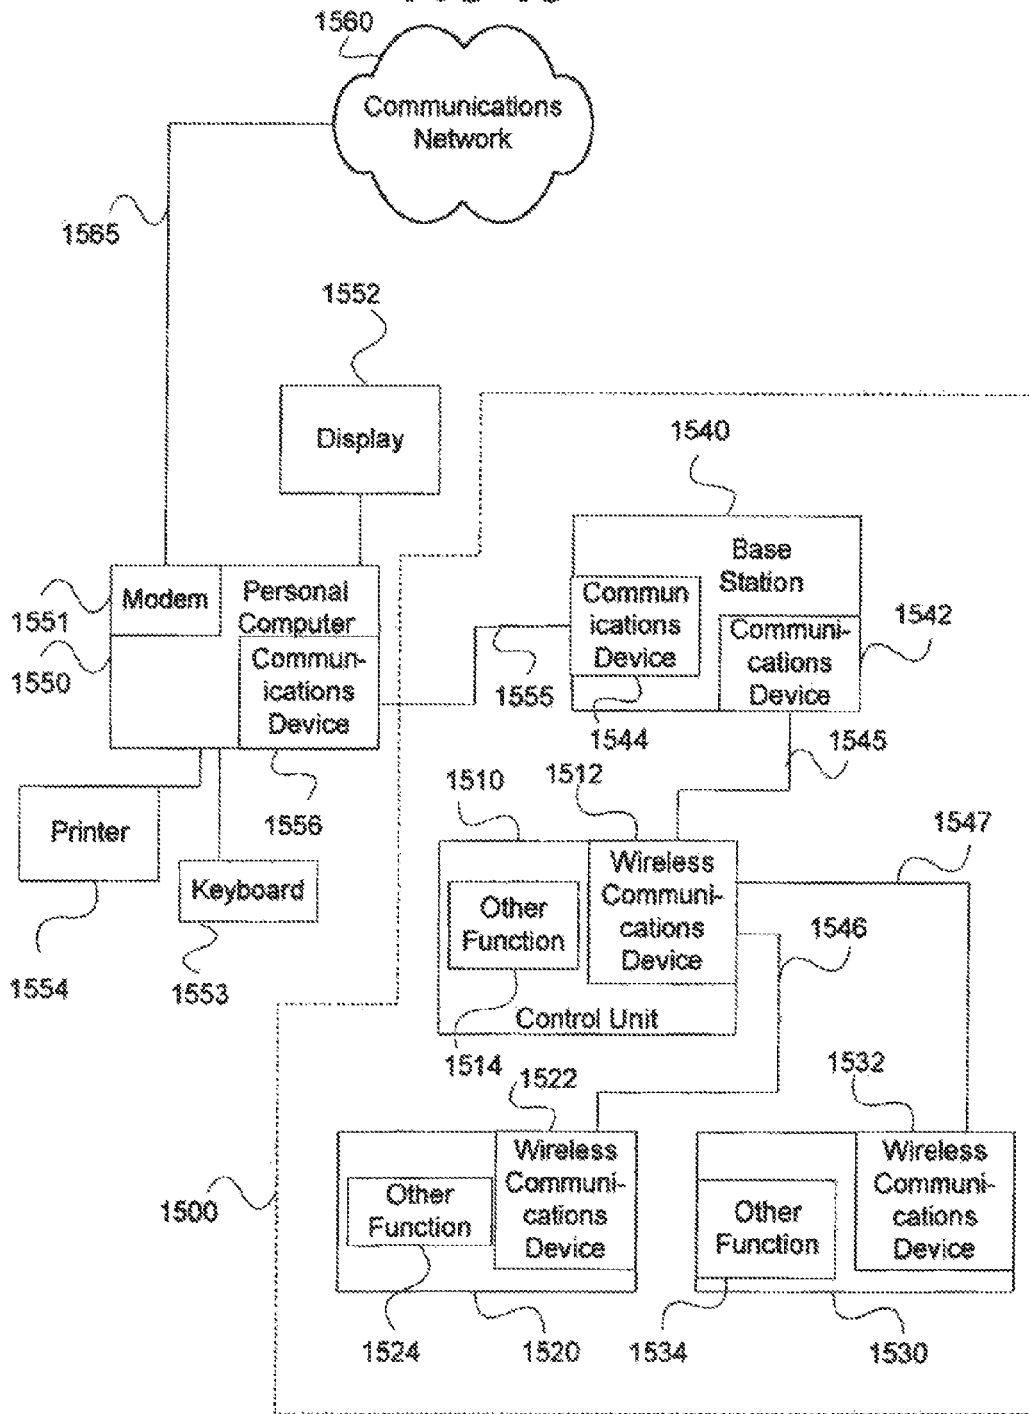 1560
Communications
Network
1565
1552
Display
1540
Base
Station
Modem
Personal
Computer
1551
1550
Commun-
ications
Device
Commun
ications
Device
1542
Communi-
cations
Device
1555
1544
1545
1556
Printer
Keyboard
1554
1553
1510
1512
1547
Wireless
Communi-
cations
Device
Other
Function
1546
Control Unit
1514
1522
1532
Wireless
Communi-
cations
Device
Other
Function
Wireless
Communi-
cations
Device
Other
Function
1500
1524
1520
1534
1530